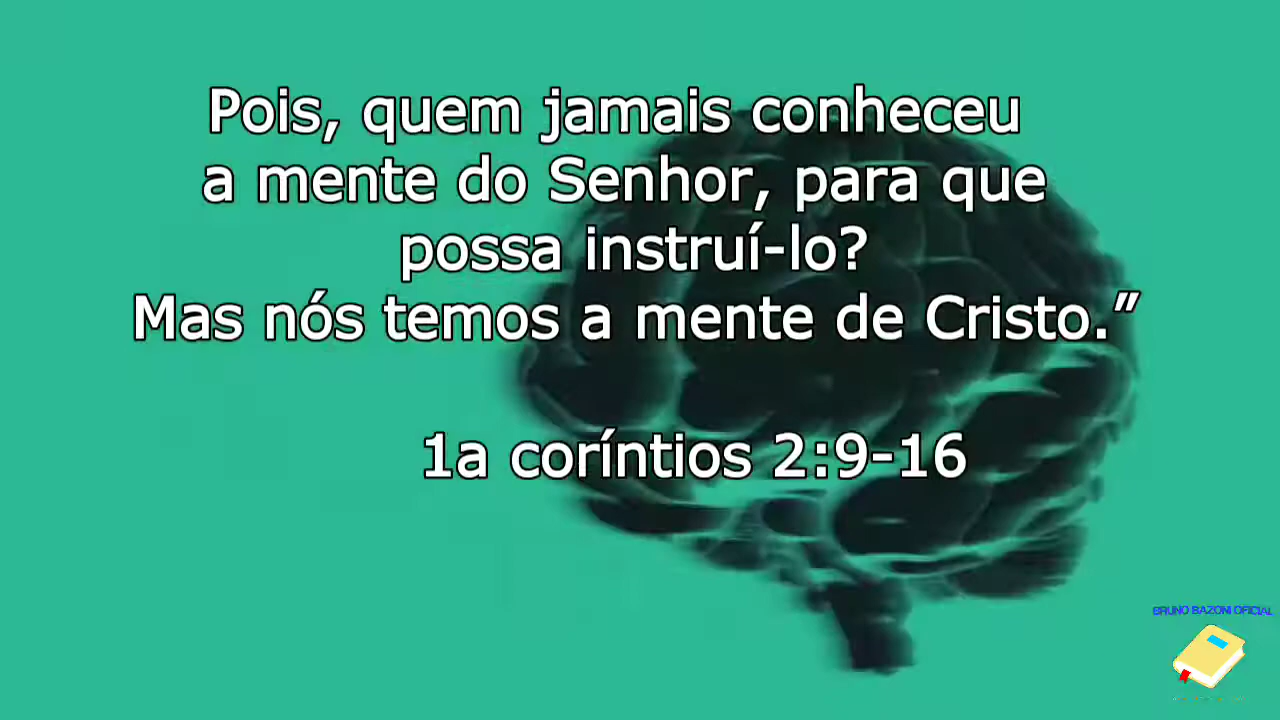 Pois, quem jamais conheceu
a mente do Senhor, para que
possa instruí-lo?
Mas nós temos a mente de Cristo.”
1a coríntios 2:9-16
BRUNO BAZONI OFICIAL